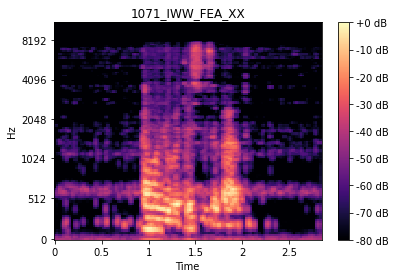 1071_IWW_FEA_XX
8192
4096
2048
1024
512
0
Hz
0 0.5 1 1.5 2 2.5
Time
+0 dB
-10 dB
-20 dB
-30 dB
-40 dB
-50 dB
-60 dB
-70 dB
-80 dB